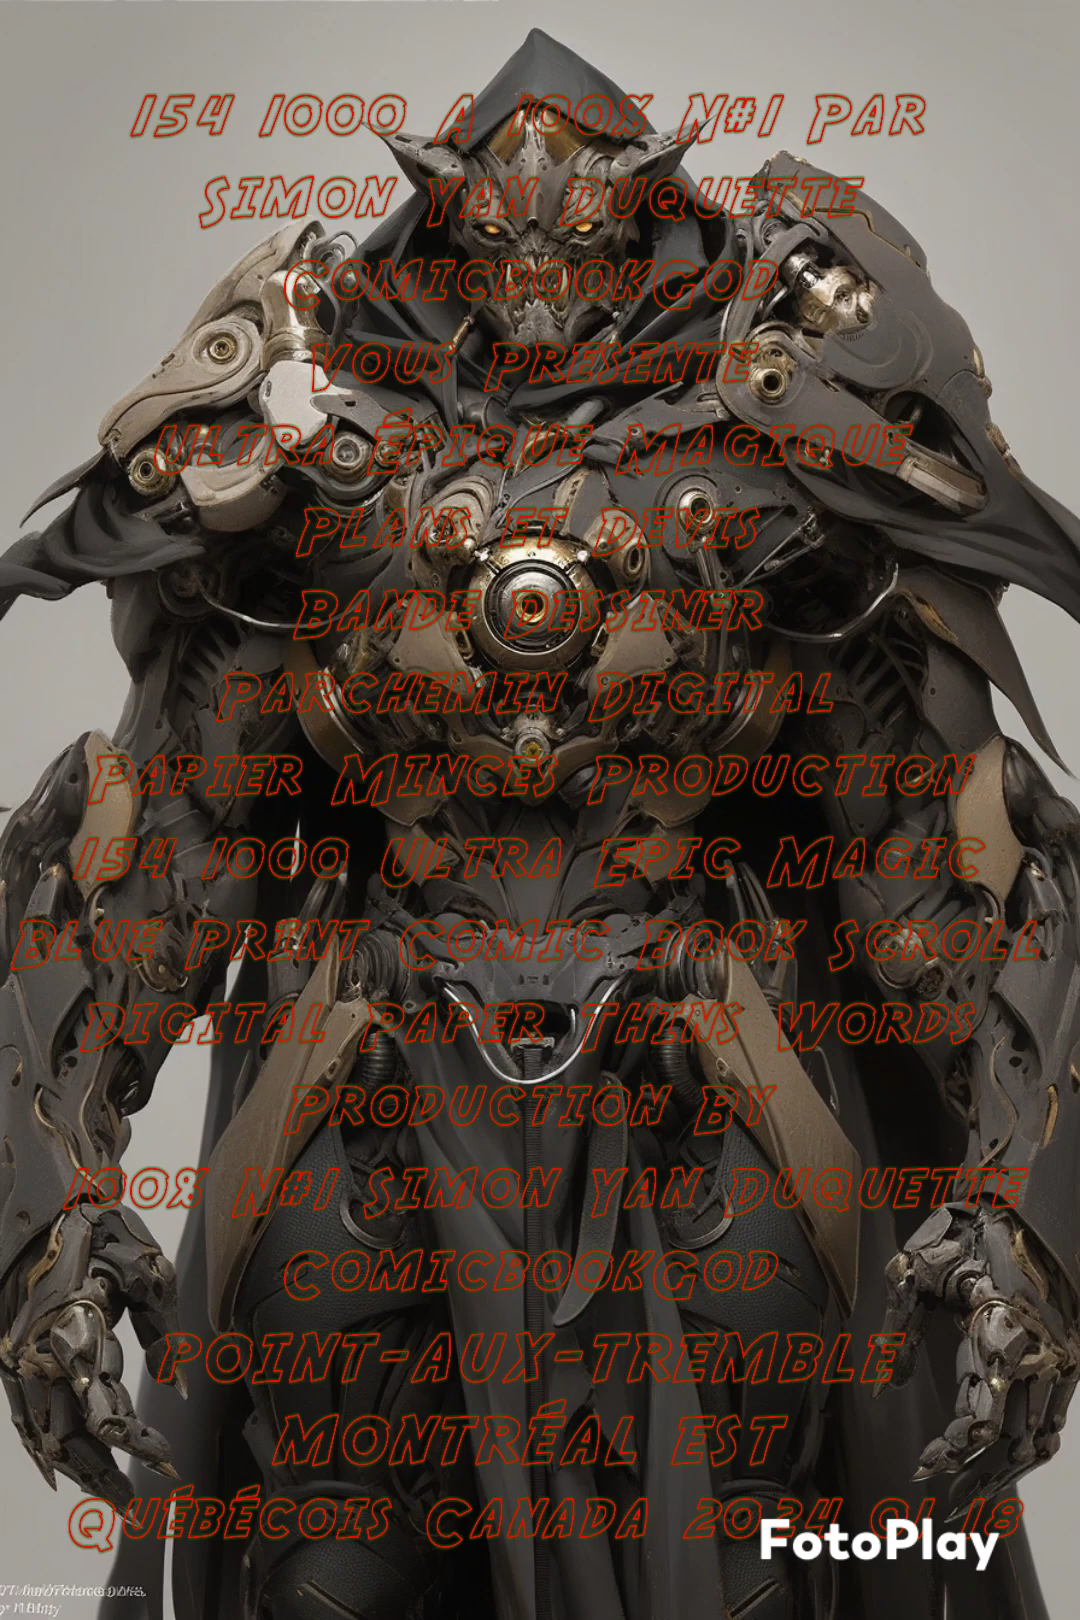 154 1000 A 100% N#1 PAR
SIMON YAN DUQUETTE
COMICBOOKGOD
VOUS PRESENTE
ULTRA ÉPIQUE MAGIQUE
PLANS ET DEVIS
BANDE DESSINER
PARCHEMIN DIGITAL
PAPIER MINCES PRODUCTION
154 1000 ULTRA EPIC MAGIC
BLUE PRINT COMIC BOOK SCROLL
DIGITAL PAPER THINS WORDS
PRODUCTION BY
100% N#1 SIMON YAN DUQUETTE
COMICBOOKGOD
POINT-AUX-TREMBLE
MONTRÉAL EST
QUÉBÉCOIS CANADA 2024 01 18
FotoPlay